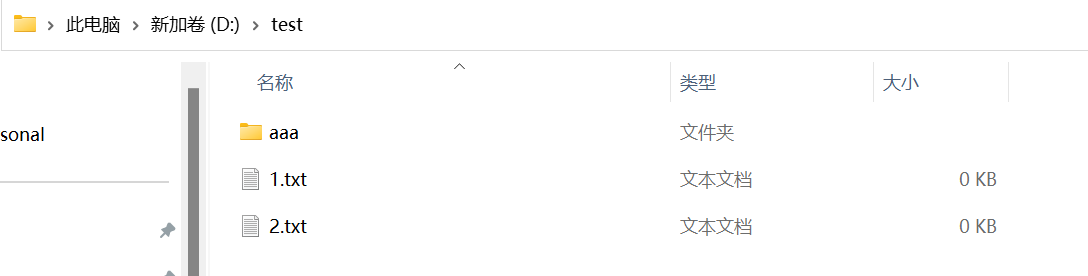 此电脑 > 新加卷 (D:) > test
名称 类型 大小
sonal
aaa 文件夹
1.txt 文本文档 0 KB
2.txt 文本文档 0 KB